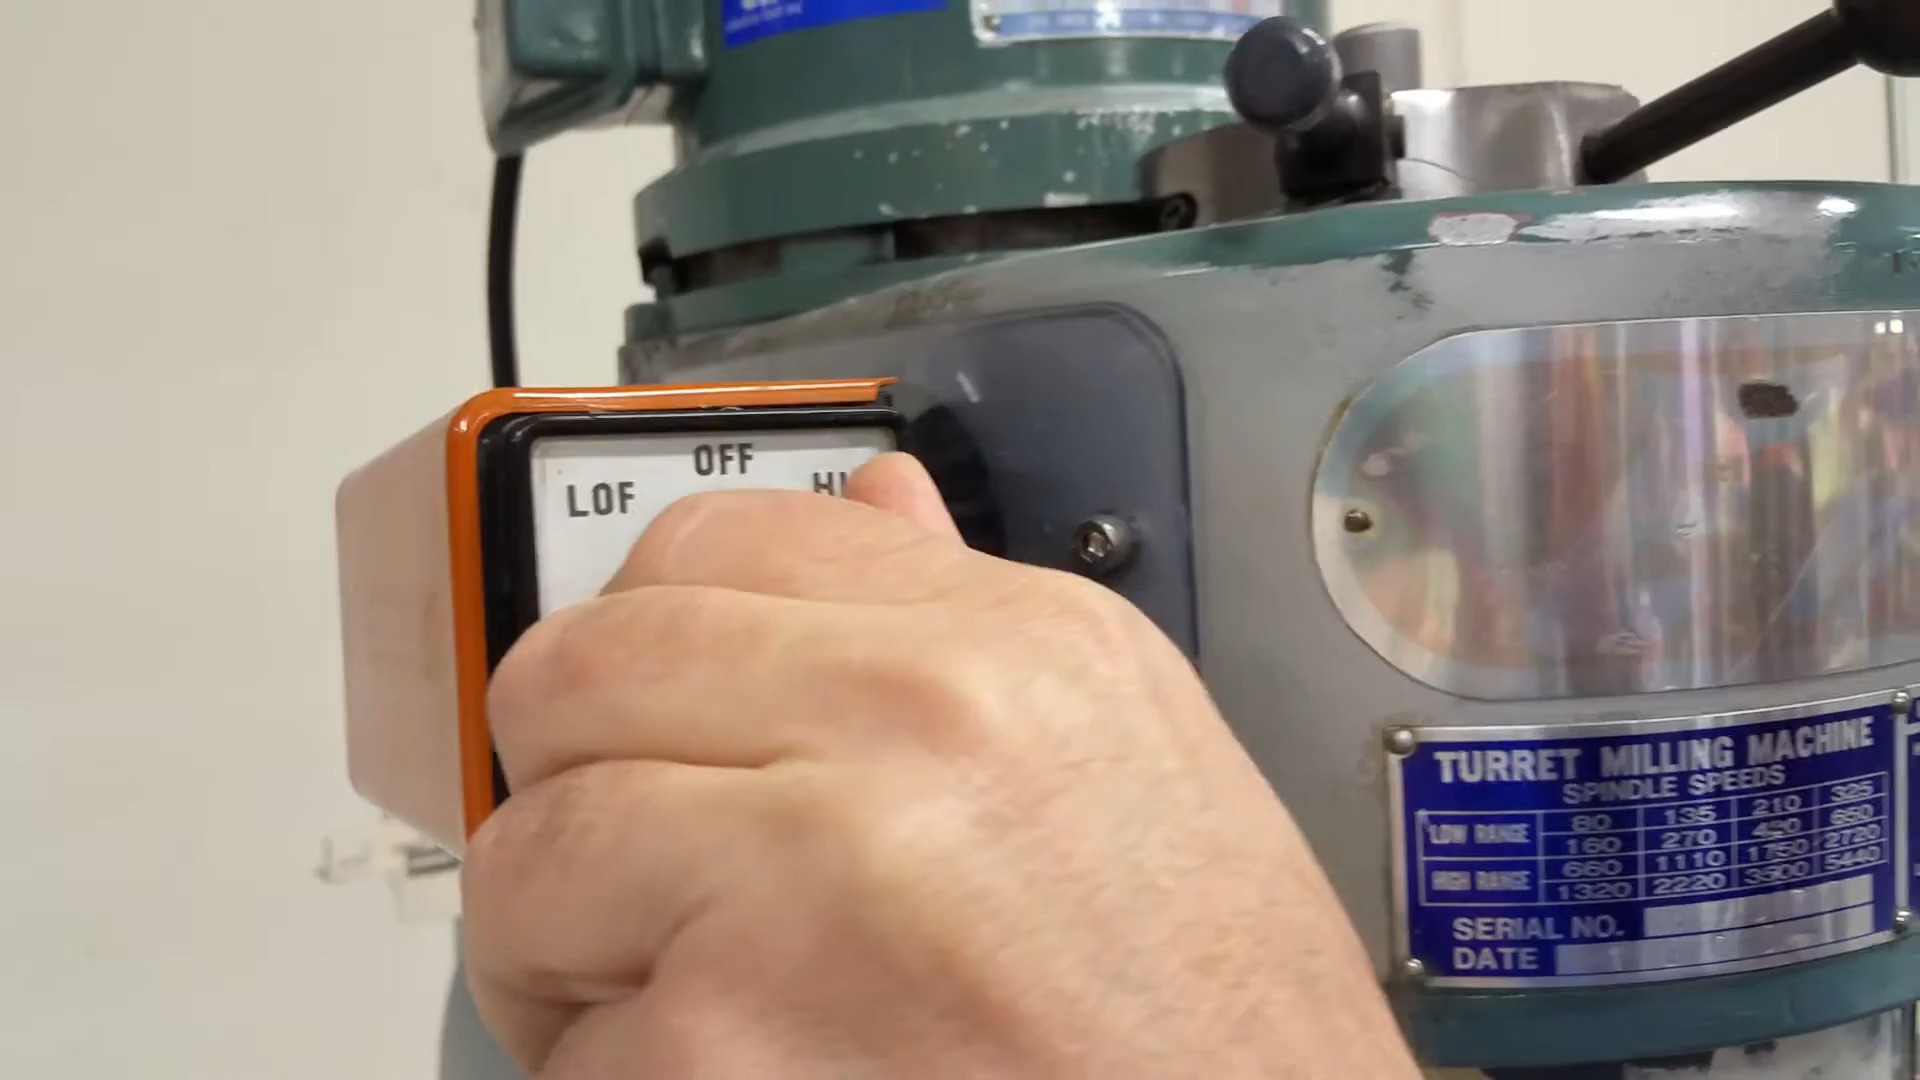 OFF
LOF
TURRET MILLING MACHINE
SPINDLE SPEEDS
LOW RANGE
80 135 210 325
160 270 420 650
HIGH RANGE
660 1110 1750 2720
1320 2220 3500 5440
SERIAL NO.
DATE